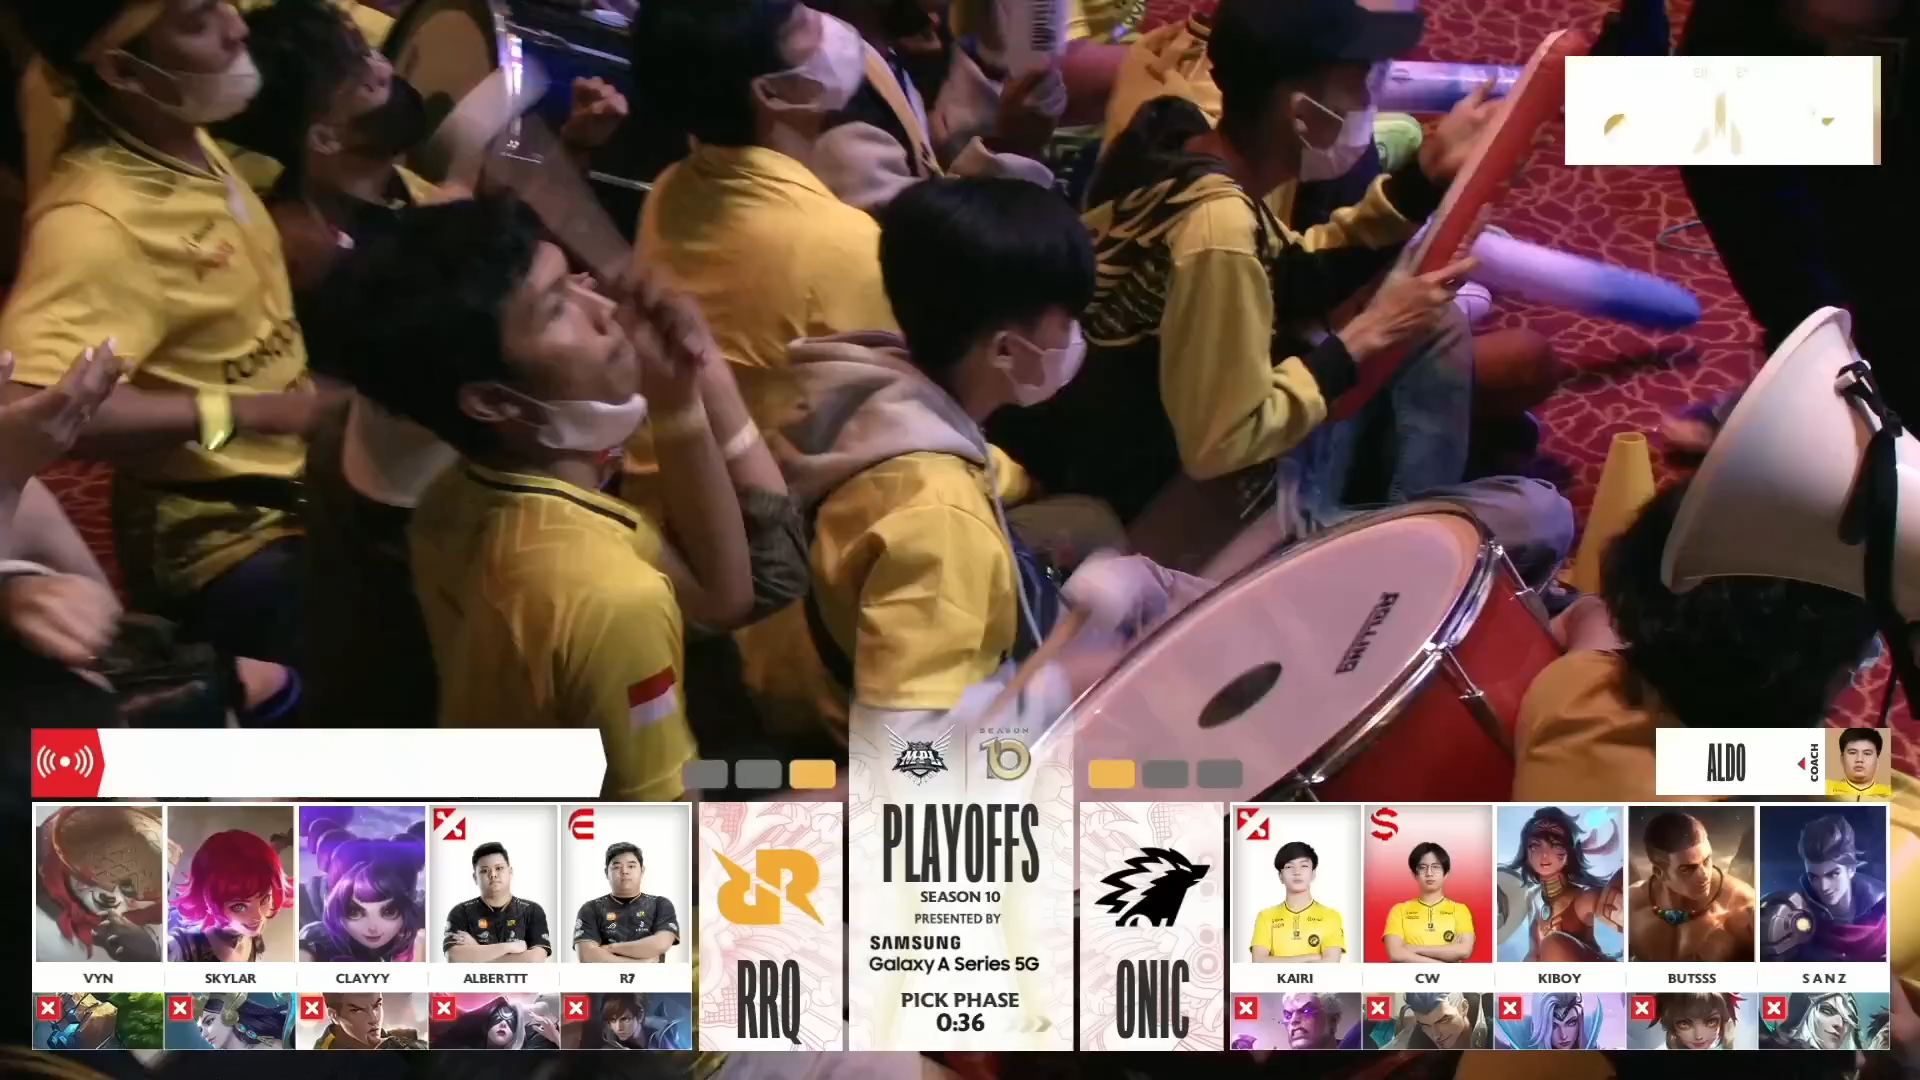 ROLLING
ALDO
COACH
MPL
SEASON
10
VYN
SKYLAR
CLAYYY
ALBERTTT
R7
RRQ
PLAYOFFS
SEASON 10
PRESENTED BY
SAMSUNG
Galaxy A Series 5G
PICK PHASE
0:36
ONIC
KAIRI
CW
KIBOY
BUTSSS
SANZ